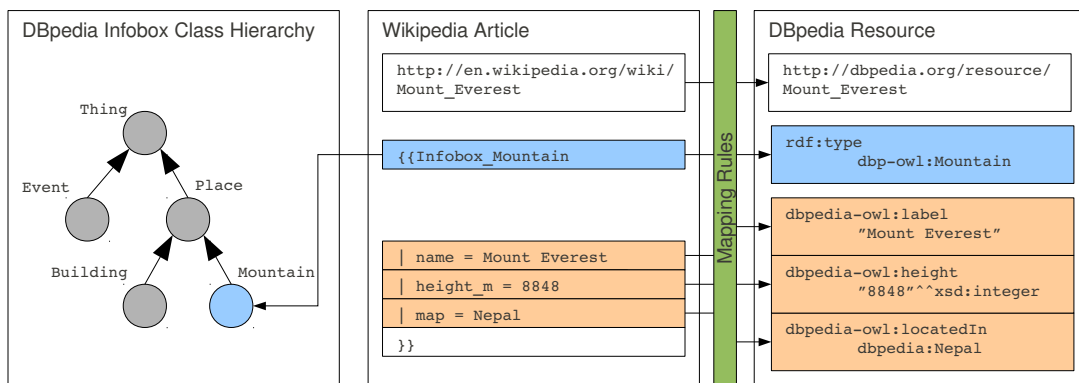 DBpedia Infobox Class Hierarchy
Thing
Event
Place
Building
Mountain
Wikipedia Article
http://en.wikipedia.org/wiki/
Mount_Everest
{{Infobox_Mountain
| name = Mount Everest
| height_m = 8848
| map = Nepal
}}
Mapping Rules
DBpedia Resource
http://dbpedia.org/resource/
Mount_Everest
rdf:type
dbp-owl:Mountain
dbpedia-owl:label
”Mount Everest”
dbpedia-owl:height
”8848”^^xsd:integer
dbpedia-owl:locatedIn
dbpedia:Nepal